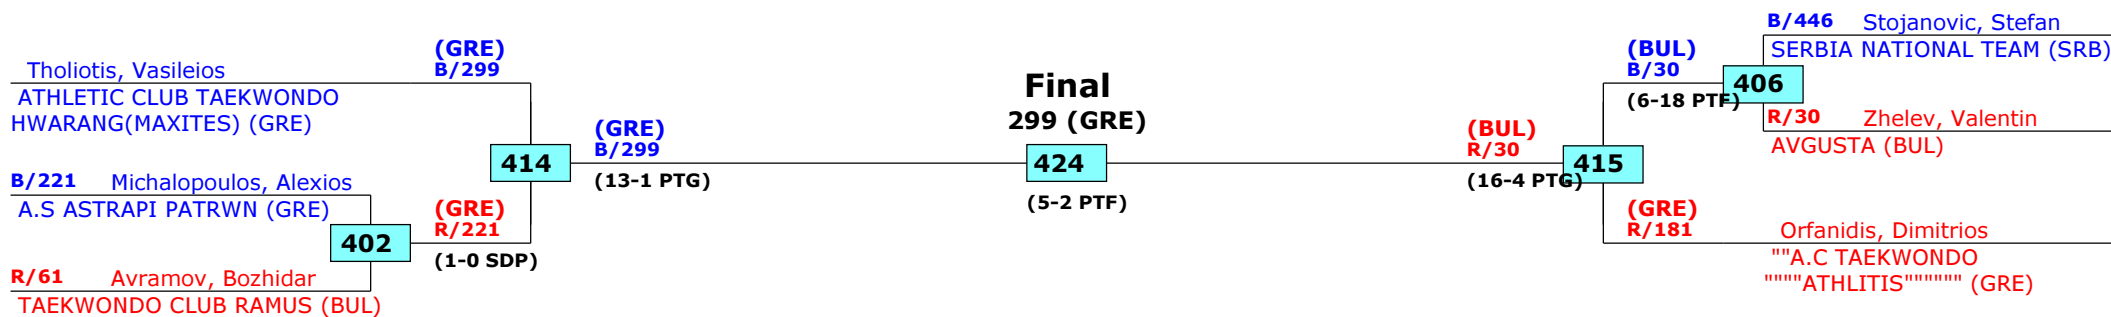 Tholiotis, Vasileios
ATHLETIC CLUB TAEKWONDO
HWARANG(MAXITES) (GRE)
(GRE)
B/299
B/221 Michalopoulos, Alexios
A.S ASTRAPI PATRWN (GRE)
402
R/61 Avramov, Bozhidar
TAEKWONDO CLUB RAMUS (BUL)
(GRE)
R/221
(1-0 SDP)
414
(GRE)
B/299
(13-1 PTG)
Final
299 (GRE)
424
(5-2 PTF)
(BUL)
R/30
(16-4 PTG)
415
(BUL)
B/30
(6-18 PTF)
406
B/446 Stojanovic, Stefan
SERBIA NATIONAL TEAM (SRB)
R/30 Zhelev, Valentin
AVGUSTA (BUL)
(GRE)
R/181
Orfanidis, Dimitrios
""A.C TAEKWONDO
""""ATHLITIS"""""" (GRE)